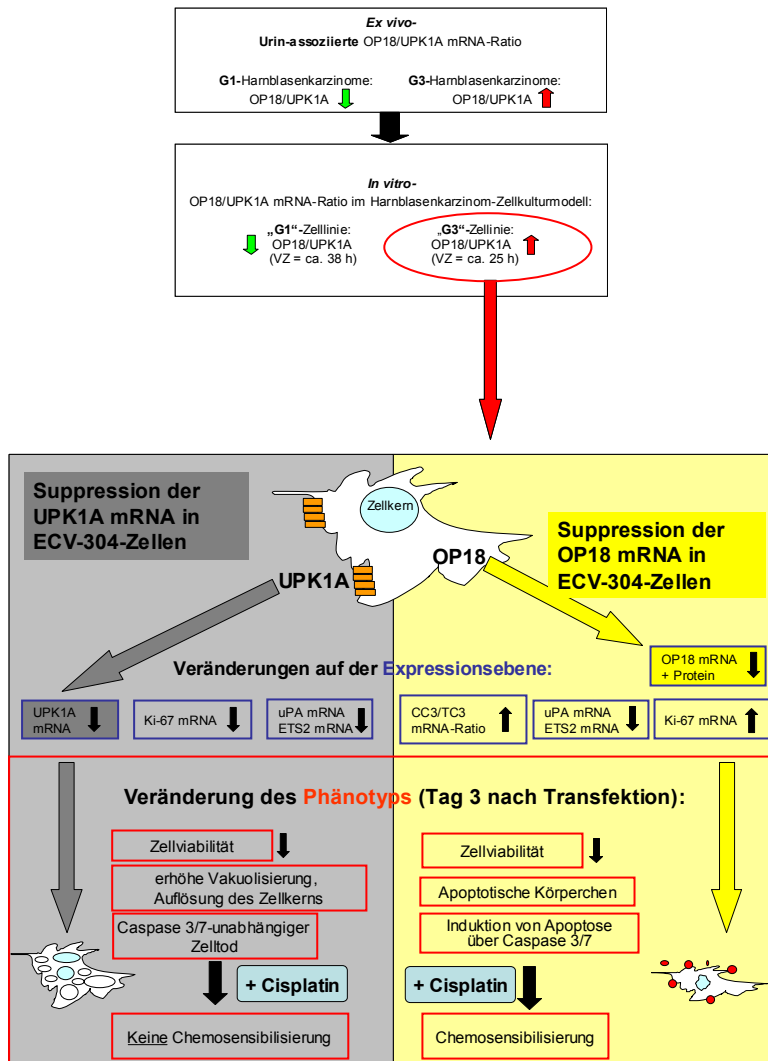 Ex vivo-
Urin-assoziierte OP18/UPK1A mRNA-Ratio
G1-Harnblasenkarzinome:
OP18/UPK1A
G3-Harnblasenkarzinome:
OP18/UPK1A
In vitro-
OP18/UPK1A mRNA-Ratio im Harnblasenkarzinom-Zellkulturmodell:
„G1“-Zelllinie:
OP18/UPK1A
(VZ = ca. 38 h)
„G3“-Zellinie:
OP18/UPK1A
(VZ = ca. 25 h)
Suppression der
UPK1A mRNA in
ECV-304-Zellen
Zellkern
UPK1A
OP18
Suppression der
OP18 mRNA in
ECV-304-Zellen
Veränderungen auf der Expressionsebene:
OP18 mRNA
+ Protein
UPK1A
mRNA
Ki-67 mRNA
uPA mRNA
ETS2 mRNA
CC3/TC3
mRNA-Ratio
uPA mRNA
ETS2 mRNA
Ki-67 mRNA
Veränderung des Phänotyps (Tag 3 nach Transfektion):
Zellviabilität
erhöhe Vakuolisierung,
Auflösung des Zellkerns
Caspase 3/7-unabhängiger
Zelltod
+ Cisplatin
Keine Chemosensibilisierung
Zellviabilität
Apoptotische Körperchen
Induktion von Apoptose
über Caspase 3/7
+ Cisplatin
Chemosensibilisierung